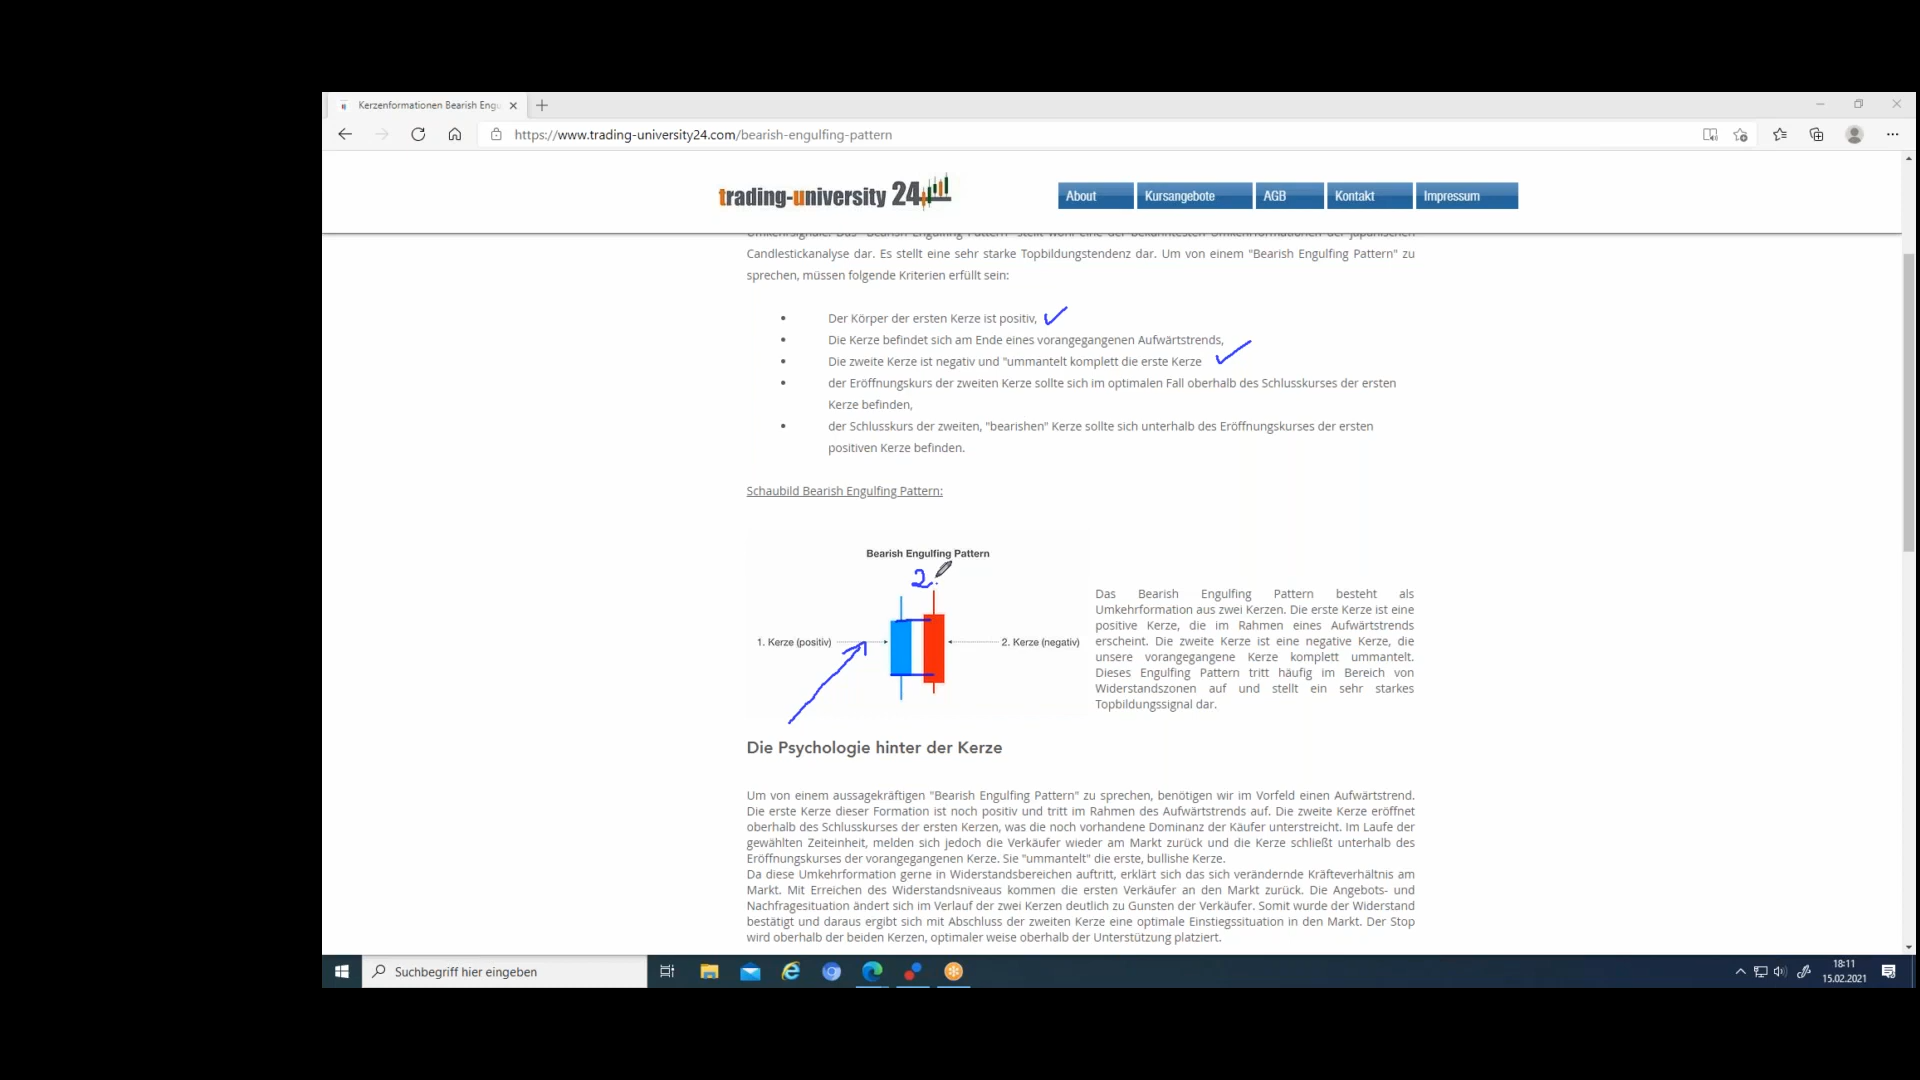 Kerzenformationen Bearish Engu
https://www.trading-university24.com/bearish-engulfing-pattern
trading-university 24
About
Kursangebote
AGB
Kontakt
Impressum
Umkehrsignale. Das "Bearish Engulfing Pattern" stellt wohl eine der bekanntesten Umkehrformationen der japanischen
Candlestickanalyse dar. Es stellt eine sehr starke Topbildungstendenz dar. Um von einem "Bearish Engulfing Pattern" zu
sprechen, müssen folgende Kriterien erfüllt sein:
Der Körper der ersten Kerze ist positiv,
Die Kerze befindet sich am Ende eines vorangegangenen Aufwärtstrends,
Die zweite Kerze ist negativ und "ummantelt komplett die erste Kerze
der Eröffnungskurs der zweiten Kerze sollte sich im optimalen Fall oberhalb des Schlusskurses der ersten
Kerze befinden,
der Schlusskurs der zweiten, "bearishen" Kerze sollte sich unterhalb des Eröffnungskurses der ersten
positiven Kerze befinden.
Schaubild Bearish Engulfing Pattern:
Bearish Engulfing Pattern
2.
1. Kerze (positiv)
2. Kerze (negativ)
Das Bearish Engulfing Pattern besteht als
Umkehrformation aus zwei Kerzen. Die erste Kerze ist eine
positive Kerze, die im Rahmen eines Aufwärtstrends
erscheint. Die zweite Kerze ist eine negative Kerze, die
unsere vorangegangene Kerze komplett ummantelt.
Dieses Engulfing Pattern tritt häufig im Bereich von
Widerstandszonen auf und stellt ein sehr starkes
Topbildungssignal dar.
Die Psychologie hinter der Kerze
Um von einem aussagekräftigen "Bearish Engulfing Pattern" zu sprechen, benötigen wir im Vorfeld einen Aufwärtstrend.
Die erste Kerze dieser Formation ist noch positiv und tritt im Rahmen des Aufwärtstrends auf. Die zweite Kerze eröffnet
oberhalb des Schlusskurses der ersten Kerzen, was die noch vorhandene Dominanz der Käufer unterstreicht. Im Laufe der
gewählten Zeiteinheit, melden sich jedoch die Verkäufer wieder am Markt zurück und die Kerze schließt unterhalb des
Eröffnungskurses der vorangegangenen Kerze. Sie "ummantelt" die erste, bullishe Kerze.
Da diese Umkehrformation gerne in Widerstandsbereichen auftritt, erklärt sich das sich verändernde Kräfteverhältnis am
Markt. Mit Erreichen des Widerstandsniveaus kommen die ersten Verkäufer an den Markt zurück. Die Angebots- und
Nachfragesituation ändert sich im Verlauf der zwei Kerzen deutlich zu Gunsten der Verkäufer. Somit wurde der Widerstand
bestätigt und daraus ergibt sich mit Abschluss der zweiten Kerze eine optimale Einstiegssituation in den Markt. Der Stop
wird oberhalb der beiden Kerzen, optimaler weise oberhalb der Unterstützung platziert.
Suchbegriff hier eingeben
18:11
15.02.2021